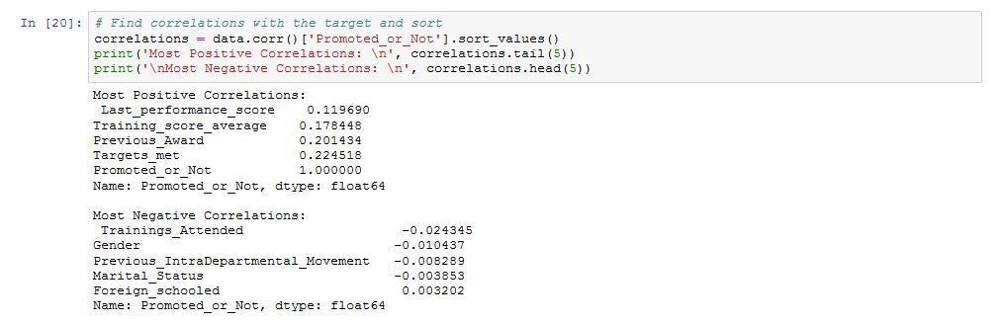 In [20]: # Find correlations with the target and sort
correlations = data.corr()['Promoted_or_Not'].sort_values()
print('Most Positive Correlations: \n', correlations.tail(5))
print('\nMost Negative Correlations: \n', correlations.head(5))
Most Positive Correlations:
Last_performance_score 0.119690
Training_score_average 0.178448
Previous_Award 0.201434
Targets_met 0.224518
Promoted_or_Not 1.000000
Name: Promoted_or_Not, dtype: float64
Most Negative Correlations:
Trainings_Attended -0.024345
Gender -0.010437
Previous_IntraDepartmental_Movement -0.008289
Marital_Status -0.003853
Foreign_schooled 0.003202
Name: Promoted_or_Not, dtype: float64